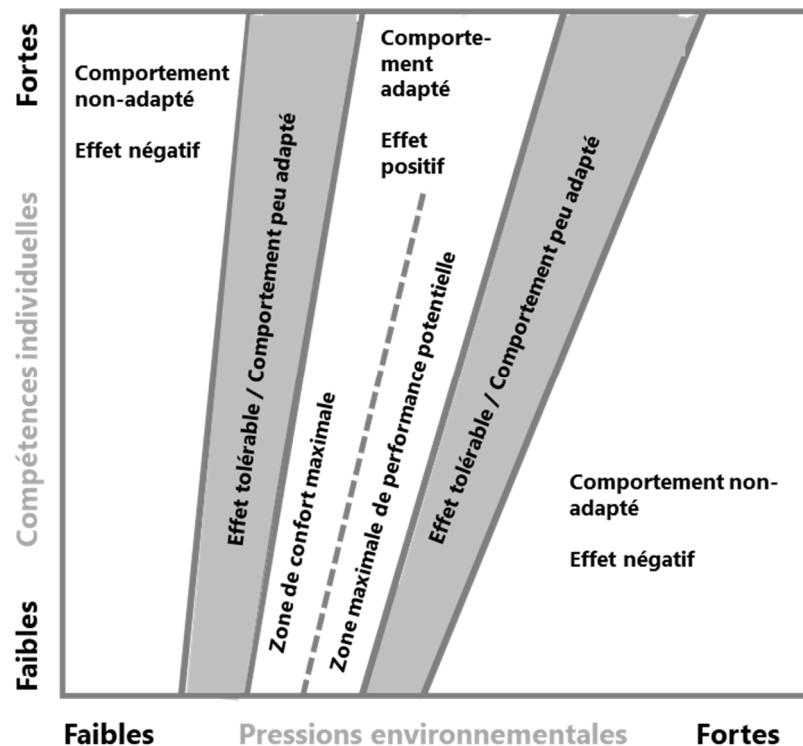 Fortes
Compétences individuelles
Faibles
Comportement
non-adapté
Effet négatif
Effet tolérable / Comportement peu adapté
Comporte-
ment
adapté
Effet
positif
Zone de confort maximale
Zone maximale de performance potentielle
Effet tolérable / Comportement peu adapté
Comportement non-
adapté
Effet négatif
Faibles
Pressions environnementales
Fortes